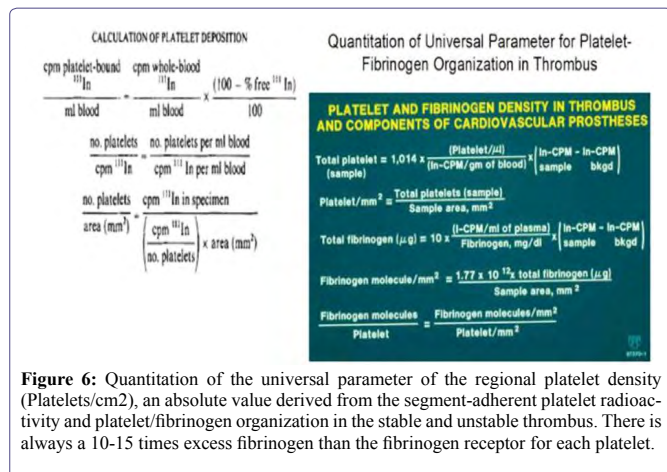 CALCULATION OF PLATELET DEPOSITION
cpm platelet-bound ¹¹¹In / ml blood = cpm whole-blood ¹¹¹In / ml blood × (100 – % free ¹¹¹In) / 100
no. platelets / cpm ¹¹¹In = no. platelets per ml blood / cpm ¹¹¹In per ml blood
no. platelets / area (mm²) = cpm ¹¹¹In in specimen / (cpm ¹¹¹In / no. platelets) × area (mm²)
Quantitation of Universal Parameter for Platelet-
Fibrinogen Organization in Thrombus
PLATELET AND FIBRINOGEN DENSITY IN THROMBUS
AND COMPONENTS OF CARDIOVASCULAR PROSTHESES
Total platelet (sample) = 1,014 x (Platelet/µl) / (In-CPM/gm of blood) x (In-CPM sample - In-CPM bkgd)
Platelet/mm² = Total platelets (sample) / Sample area, mm²
Total fibrinogen (µg) = 10 x (I-CPM/ml of plasma) / Fibrinogen, mg/dl x (In-CPM sample - In-CPM bkgd)
Fibrinogen molecule/mm² = 1.77 x 10¹² x total fibrinogen (µg) / Sample area, mm²
Fibrinogen molecules / Platelet = Fibrinogen molecules/mm² / Platelet/mm²
Figure 6: Quantitation of the universal parameter of the regional platelet density
(Platelets/cm2), an absolute value derived from the segment-adherent platelet radioac-
tivity and platelet/fibrinogen organization in the stable and unstable thrombus. There is
always a 10-15 times excess fibrinogen than the fibrinogen receptor for each platelet.